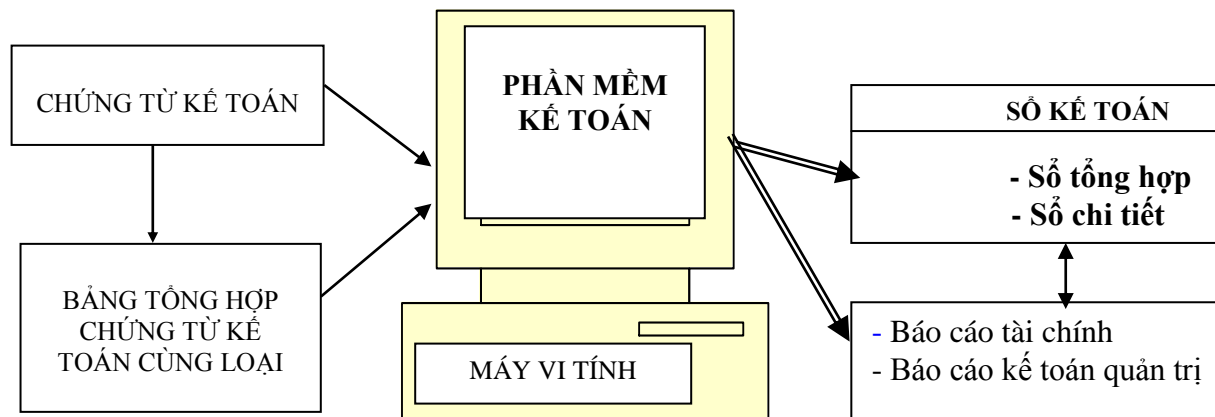 CHỨNG TỪ KẾ TOÁN
BẢNG TỔNG HỢP
CHỨNG TỪ KẾ
TOÁN CÙNG LOẠI
PHẦN MỀM
KẾ TOÁN
MÁY VI TÍNH
SỔ KẾ TOÁN
- Sổ tổng hợp
- Sổ chi tiết
- Báo cáo tài chính
- Báo cáo kế toán quản trị